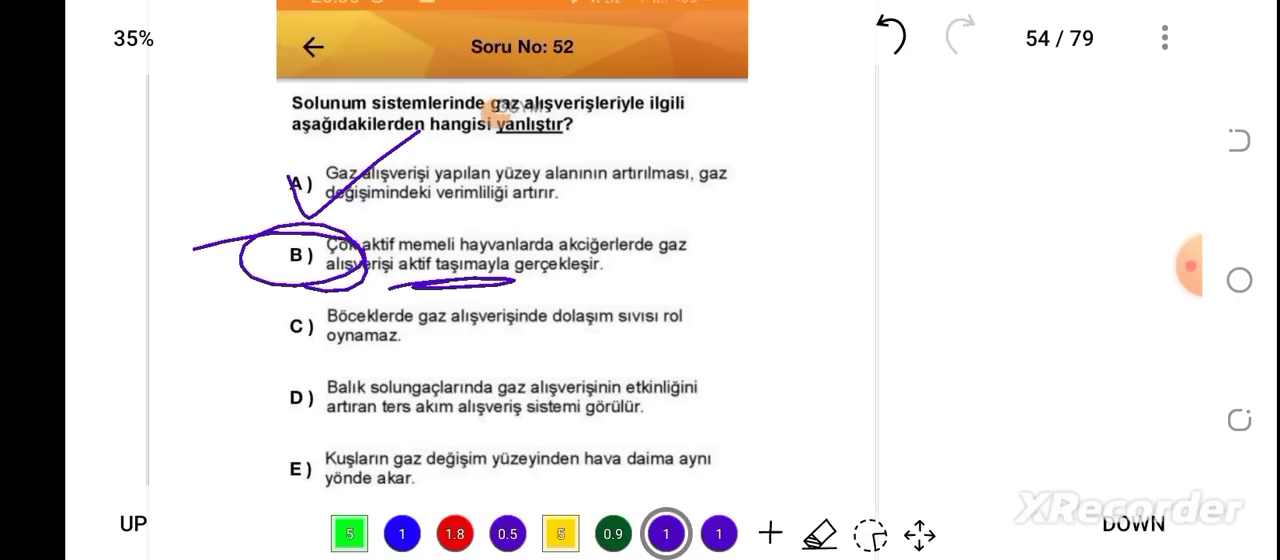 35%
Soru No: 52
54 / 79
Solunum sistemlerinde gaz alışverişleriyle ilgili
aşağıdakilerden hangisi yanlıştır?
A) Gaz alışverişi yapılan yüzey alanının artırılması, gaz
değişimindeki verimliliği artırır.
B) Çok aktif memeli hayvanlarda akciğerlerde gaz
alışverişi aktif taşımayla gerçekleşir.
C) Böceklerde gaz alışverişinde dolaşım sıvısı rol
oynamaz.
D) Balık solungaçlarında gaz alışverişinin etkinliğini
artıran ters akım alışveriş sistemi görülür.
E) Kuşların gaz değişim yüzeyinden hava daima aynı
yönde akar.
UP
5 1 1.8 0.5 5 0.9 1 1
XRecorder
DOWN